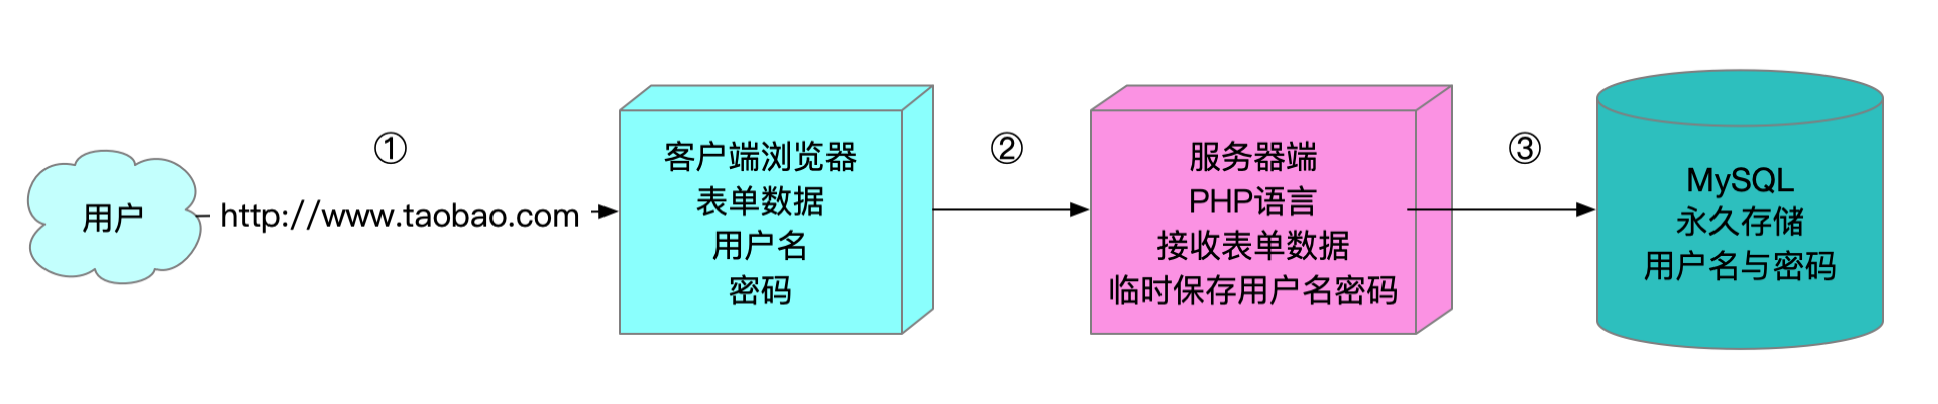 用户
①
http://www.taobao.com
客户端浏览器
表单数据
用户名
密码
②
服务器端
PHP语言
接收表单数据
临时保存用户名密码
③
MySQL
永久存储
用户名与密码